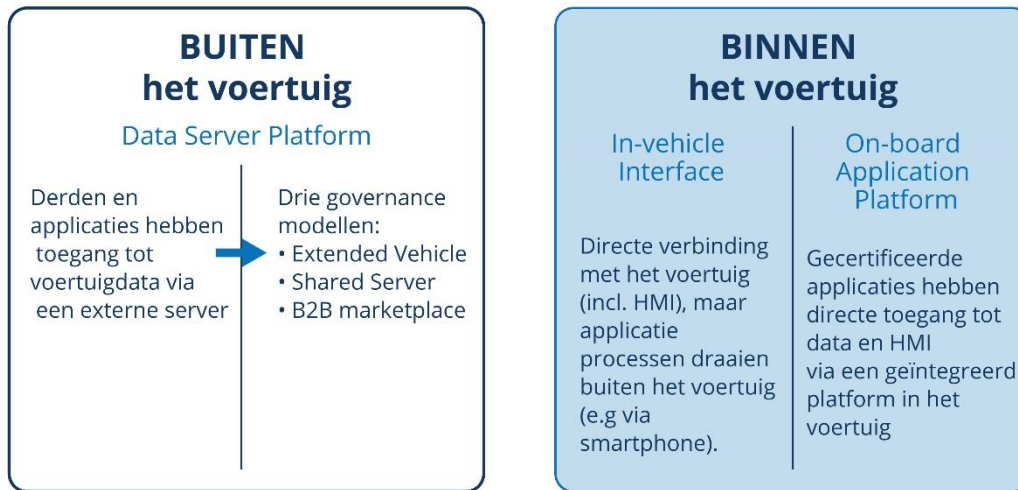 BUITEN
het voertuig
Data Server Platform
Derden en
applicaties hebben
toegang tot
voertuigdata via
een externe server
Drie governance
modellen:
• Extended Vehicle
• Shared Server
• B2B marketplace
BINNEN
het voertuig
In-vehicle
Interface
Directe verbinding
met het voertuig
(incl. HMI), maar
applicatie
processen draaien
buiten het voertuig
(e.g via
smartphone).
On-board
Application
Platform
Gecertificeerde
applicaties hebben
directe toegang tot
data en HMI
via een geïntegreerd
platform in het
voertuig